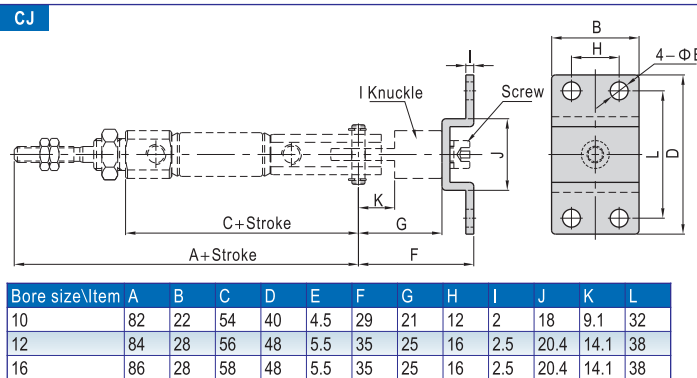 CJ
B
H
4-ΦE
I
I Knuckle
Screw
J
L
D
K
C+Stroke
G
A+Stroke
F
Bore size\Item A B C D E F G H I J K L
10 82 22 54 40 4.5 29 21 12 2 18 9.1 32
12 84 28 56 48 5.5 35 25 16 2.5 20.4 14.1 38
16 86 28 58 48 5.5 35 25 16 2.5 20.4 14.1 38